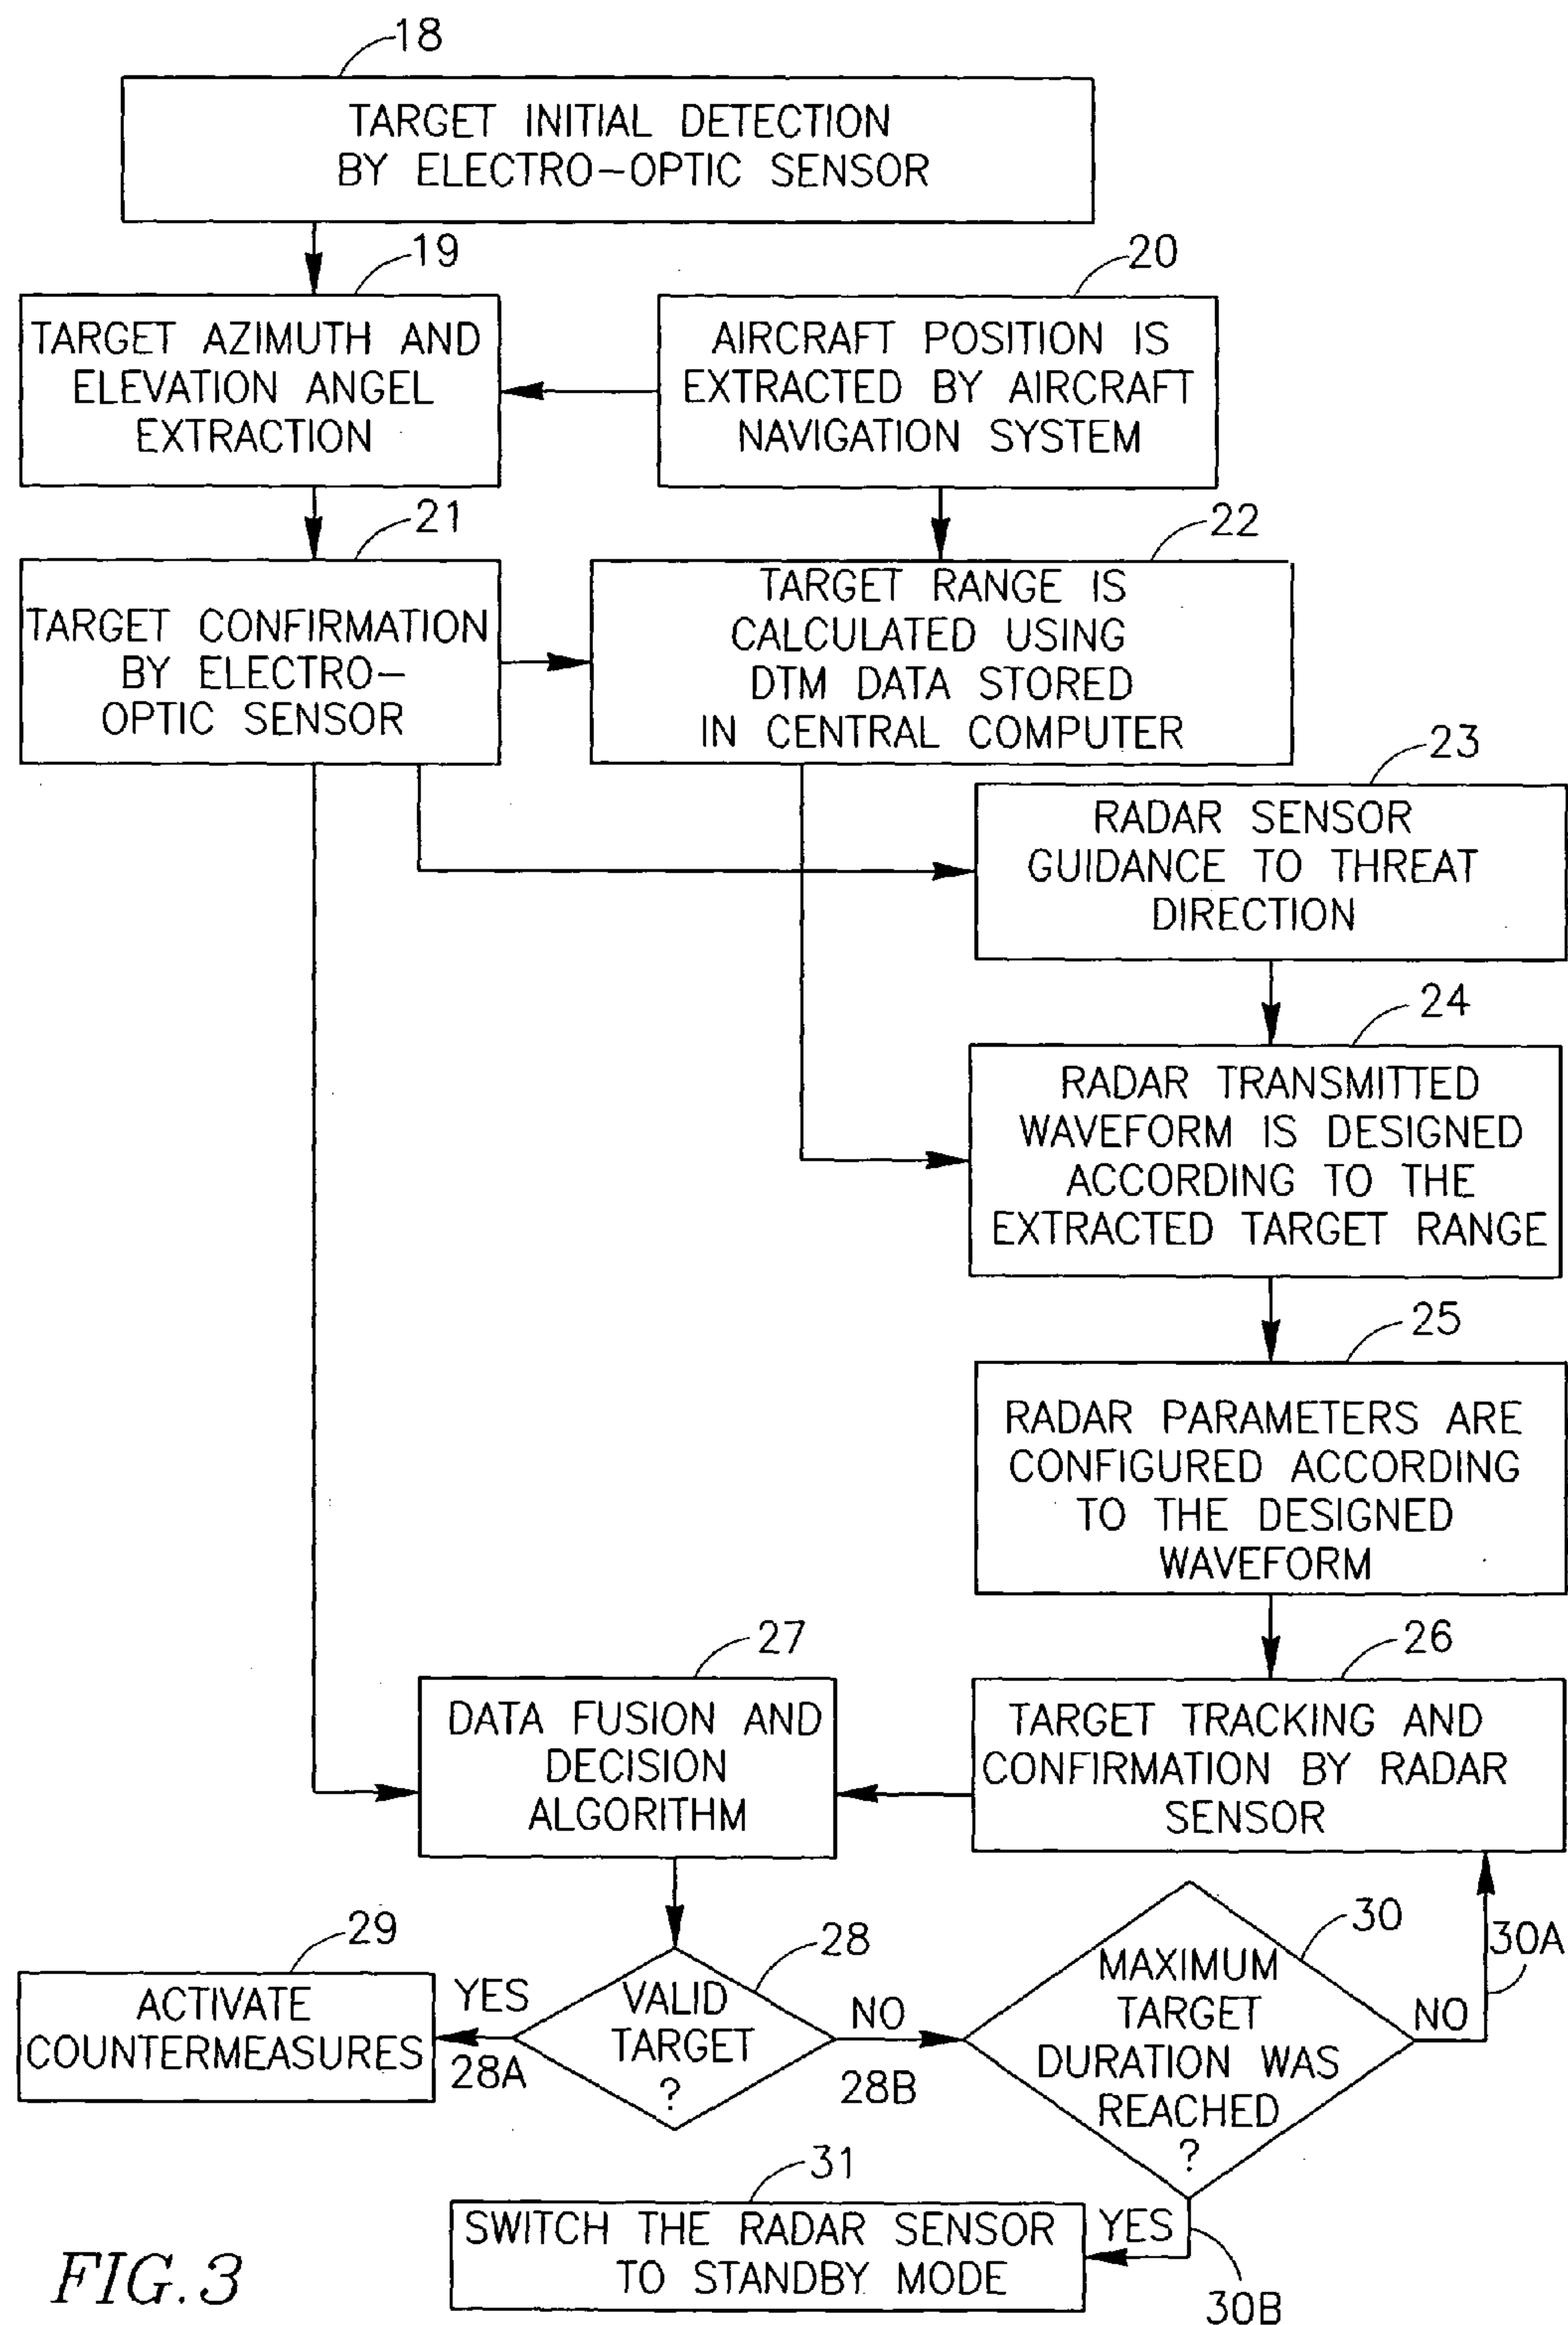 18
TARGET INITIAL DETECTION
BY ELECTRO-OPTIC SENSOR
19
TARGET AZIMUTH AND
ELEVATION ANGEL
EXTRACTION
20
AIRCRAFT POSITION IS
EXTRACTED BY AIRCRAFT
NAVIGATION SYSTEM
21
TARGET CONFIRMATION
BY ELECTRO-
OPTIC SENSOR
22
TARGET RANGE IS
CALCULATED USING
DTM DATA STORED
IN CENTRAL COMPUTER
23
RADAR SENSOR
GUIDANCE TO THREAT
DIRECTION
24
RADAR TRANSMITTED
WAVEFORM IS DESIGNED
ACCORDING TO THE
EXTRACTED TARGET RANGE
25
RADAR PARAMETERS ARE
CONFIGURED ACCORDING
TO THE DESIGNED
WAVEFORM
26
TARGET TRACKING AND
CONFIRMATION BY RADAR
SENSOR
27
DATA FUSION AND
DECISION
ALGORITHM
28
VALID
TARGET
?
YES
28A
NO
28B
29
ACTIVATE
COUNTERMEASURES
30
MAXIMUM
TARGET
DURATION WAS
REACHED
?
NO
30A
YES
30B
31
SWITCH THE RADAR SENSOR
TO STANDBY MODE
FIG.3